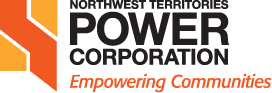 NORTHWEST TERRITORIES
POWER
CORPORATION
Empowering Communities